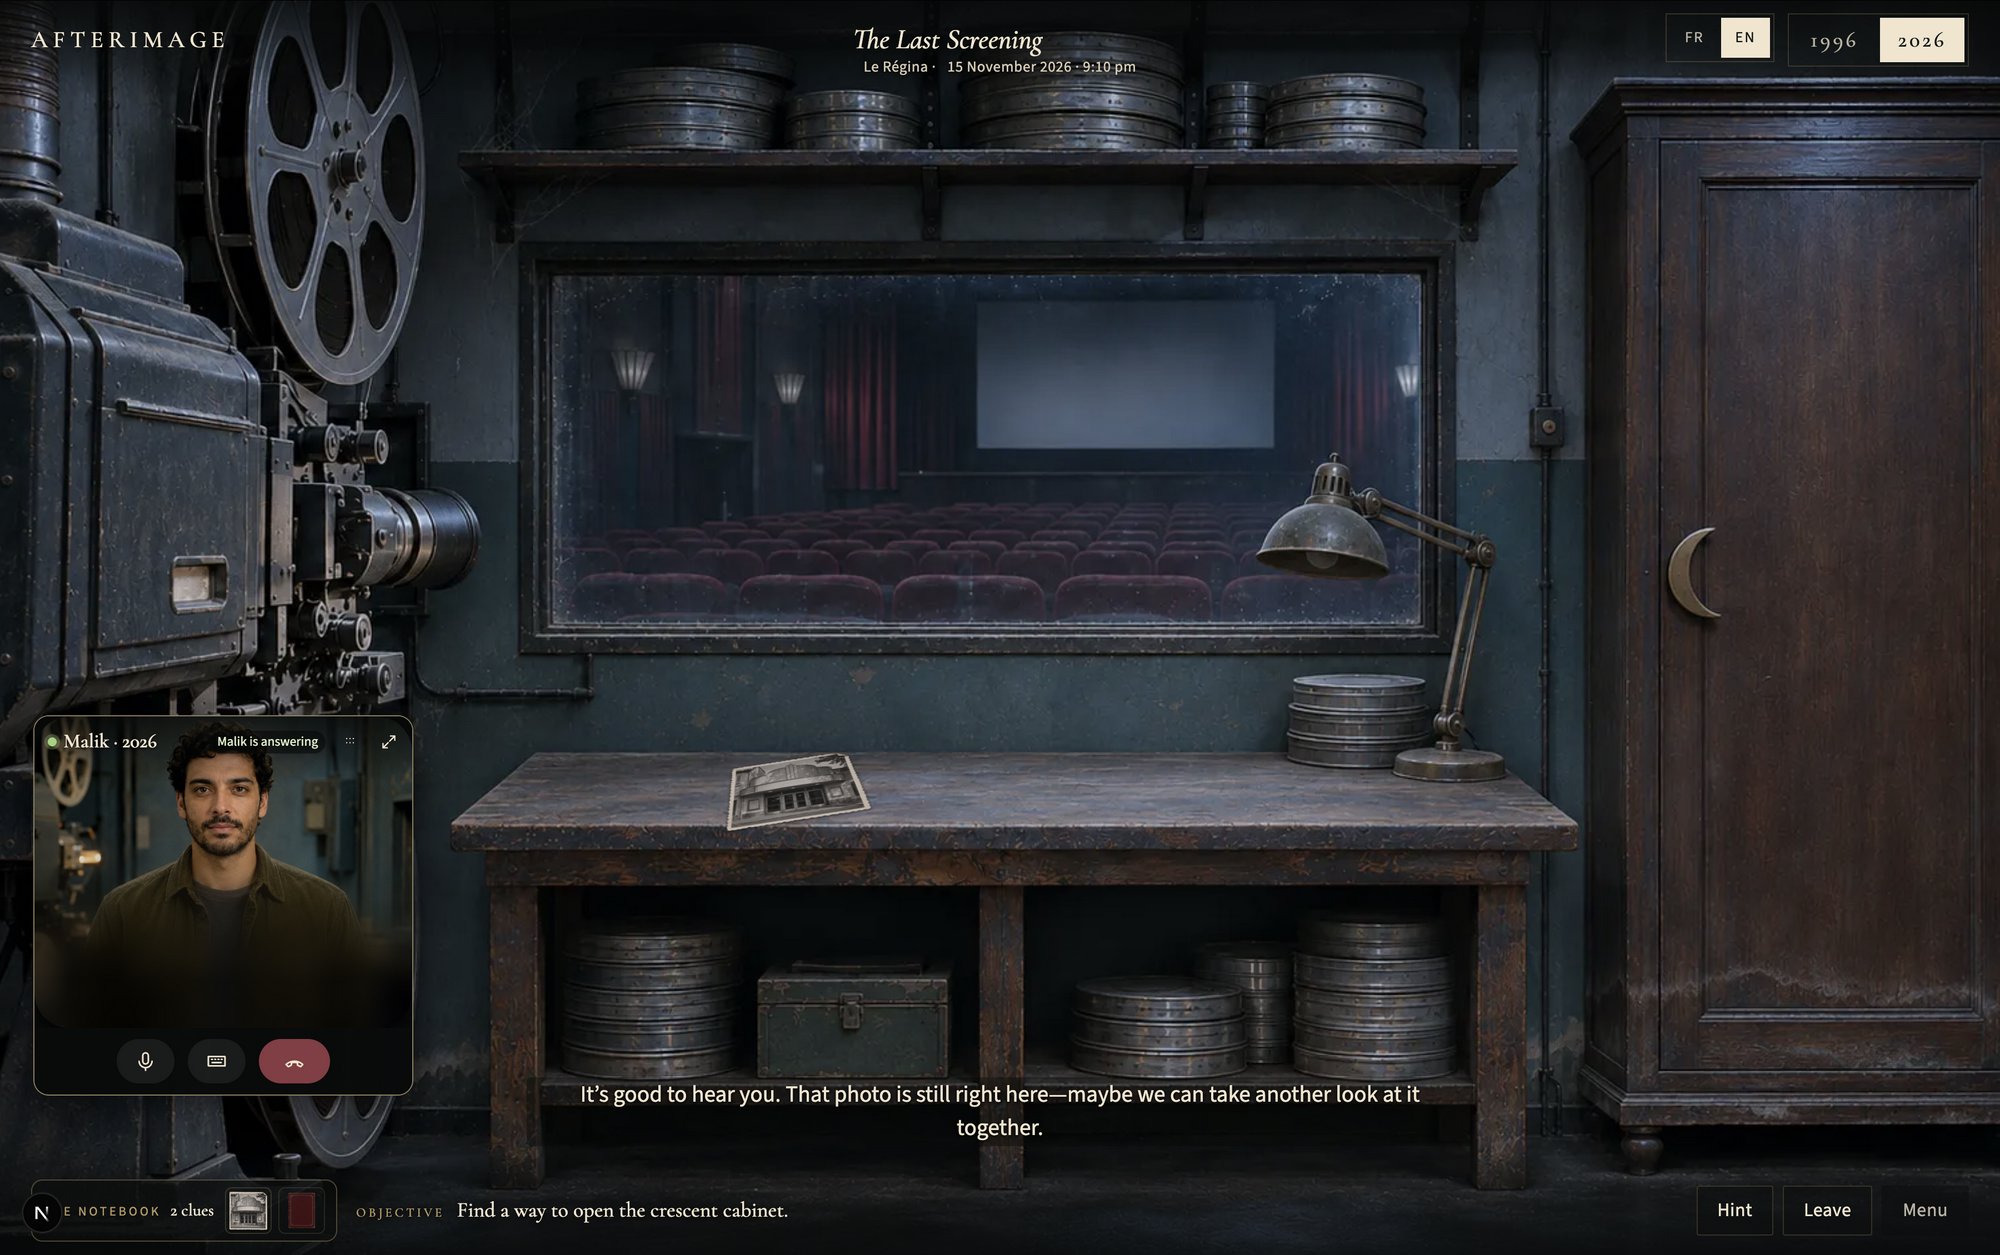 AFTERIMAGE
The Last Screening
Le Régina · 15 November 2026 · 9:10 pm
FR EN
1996 2026
Malik · 2026
Malik is answering
It’s good to hear you. That photo is still right here—maybe we can take another look at it
together.
N
E NOTEBOOK 2 clues
OBJECTIVE Find a way to open the crescent cabinet.
Hint Leave Menu